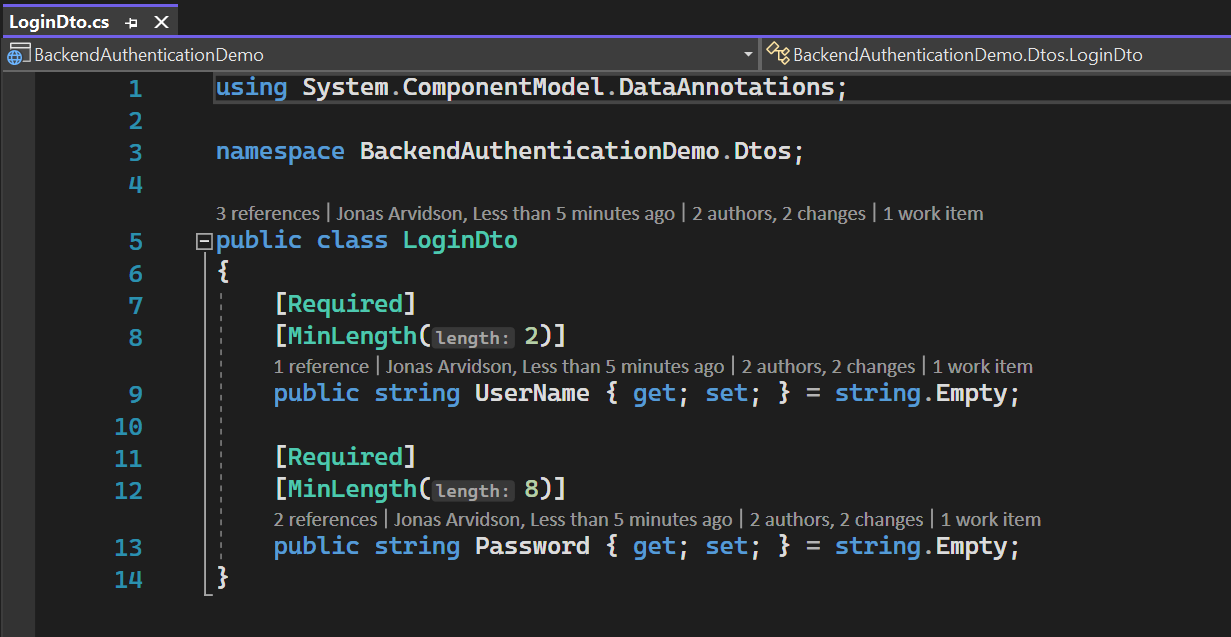 LoginDto.cs
BackendAuthenticationDemo
BackendAuthenticationDemo.Dtos.LoginDto
1 using System.ComponentModel.DataAnnotations;
2
3 namespace BackendAuthenticationDemo.Dtos;
4
3 references | Jonas Arvidson, Less than 5 minutes ago | 2 authors, 2 changes | 1 work item
5 public class LoginDto
6 {
7 [Required]
8 [MinLength(length: 2)]
1 reference | Jonas Arvidson, Less than 5 minutes ago | 2 authors, 2 changes | 1 work item
9 public string UserName { get; set; } = string.Empty;
10
11 [Required]
12 [MinLength(length: 8)]
2 references | Jonas Arvidson, Less than 5 minutes ago | 2 authors, 2 changes | 1 work item
13 public string Password { get; set; } = string.Empty;
14 }